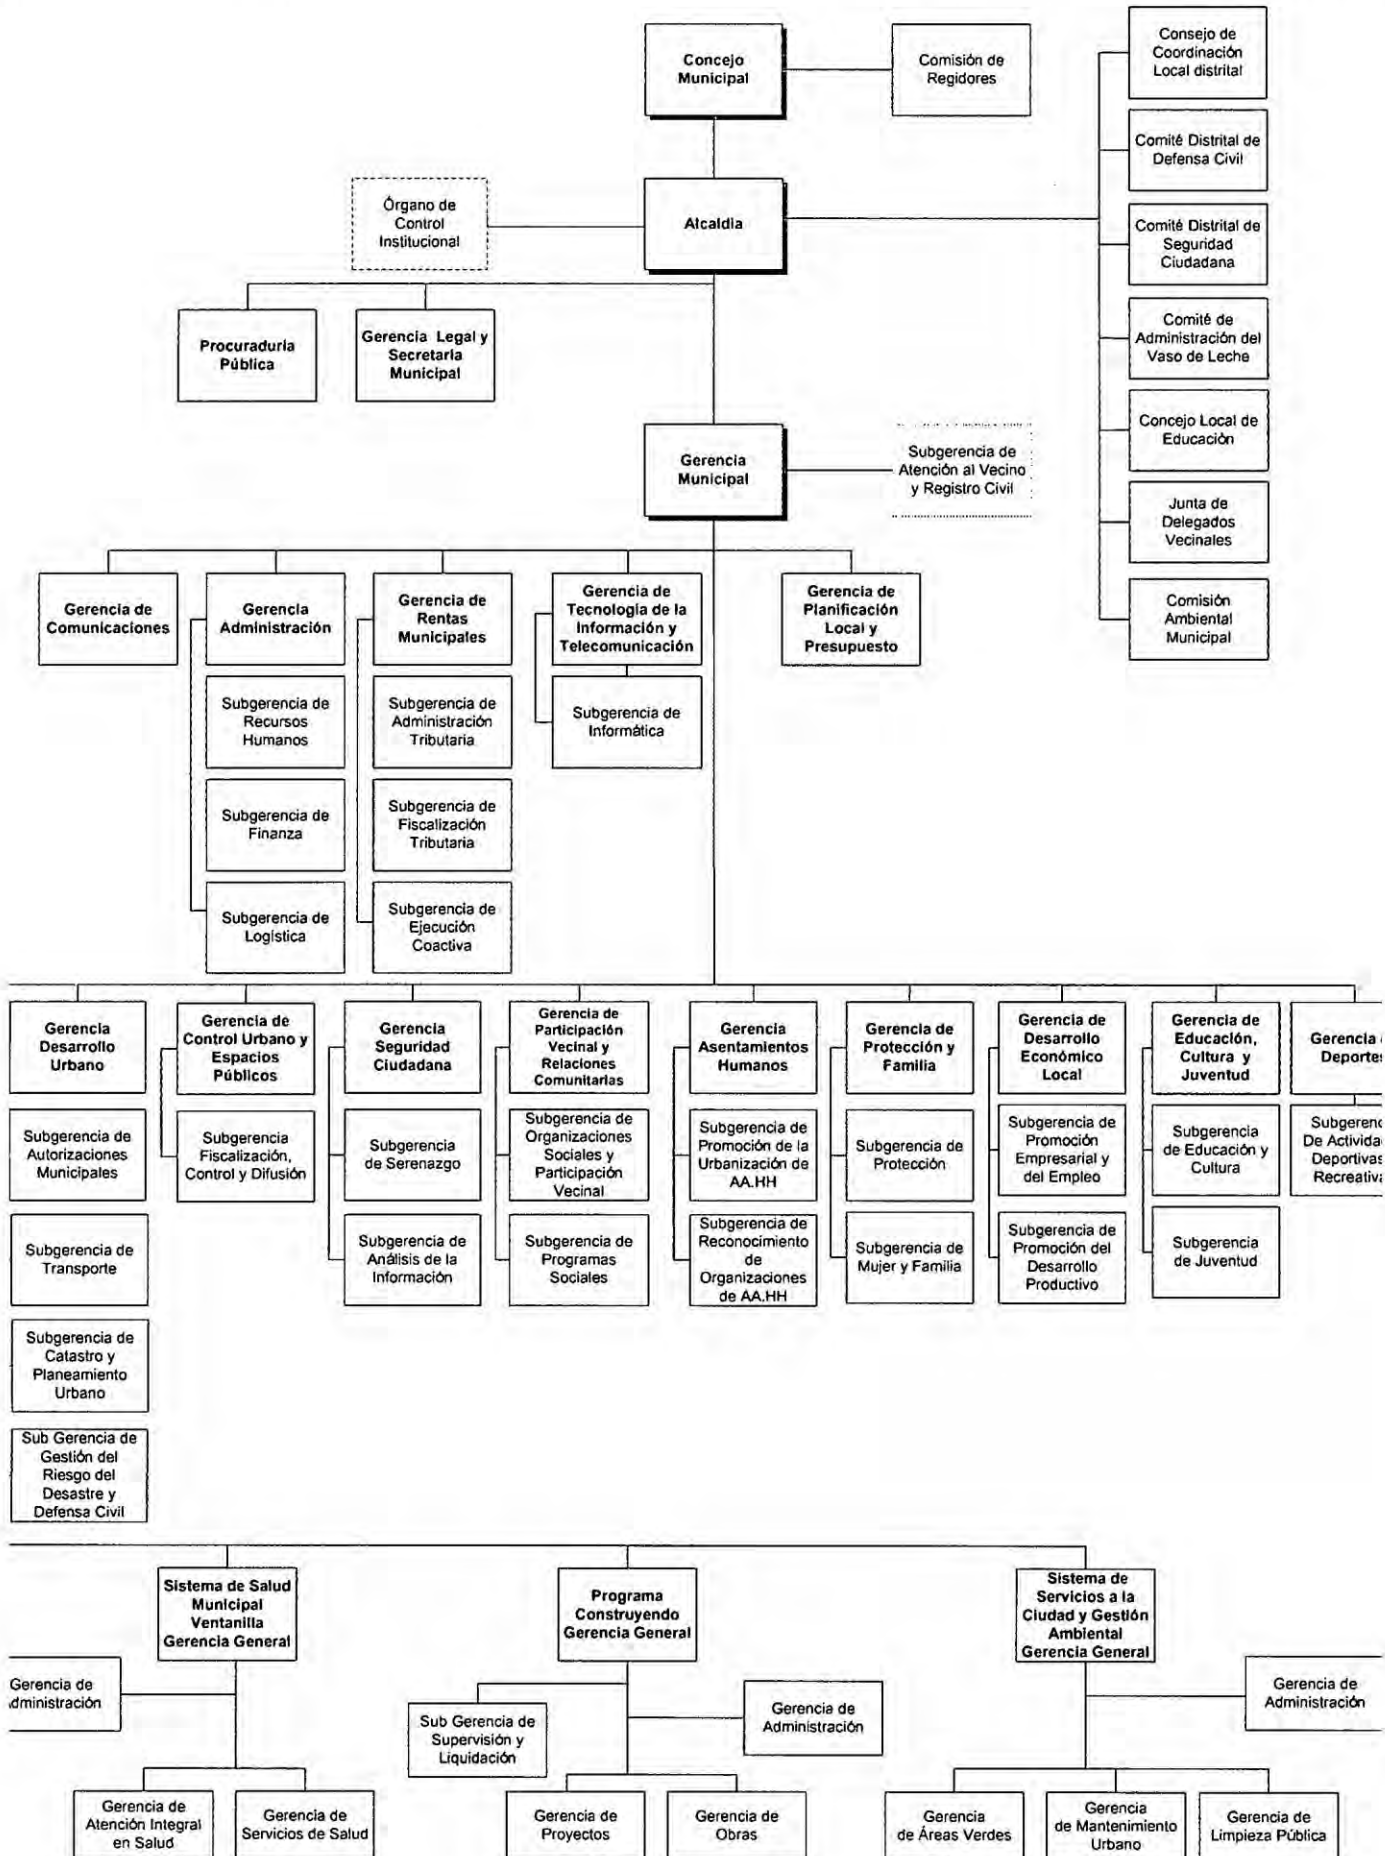 Concejo
Municipal
Comisión de
Regidores
Consejo de
Coordinación
Local distrital
Comité Distrital de
Defensa Civil
Comité Distrital de
Seguridad
Ciudadana
Comité de
Administración del
Vaso de Leche
Concejo Local de
Educación
Junta de
Delegados
Vecinales
Comisión
Ambiental
Municipal
Órgano de
Control
Institucional
Alcaldia
Procuraduría
Pública
Gerencia Legal y
Secretaria
Municipal
Gerencia
Municipal
Subgerencia de
Atención al Vecino
y Registro Civil
Gerencia de
Comunicaciones
Gerencia
Administración
Subgerencia de
Recursos
Humanos
Subgerencia de
Finanza
Subgerencia de
Logística
Gerencia de
Rentas
Municipales
Subgerencia de
Administración
Tributaria
Subgerencia de
Fiscalización
Tributaria
Subgerencia de
Ejecución
Coactiva
Gerencia de
Tecnologia de la
Información y
Telecomunicación
Subgerencia de
Informática
Gerencia de
Planificación
Local y
Presupuesto
Gerencia
Desarrollo
Urbano
Subgerencia de
Autorizaciones
Municipales
Subgerencia de
Transporte
Subgerencia de
Catastro y
Planeamiento
Urbano
Sub Gerencia de
Gestión del
Riesgo del
Desastre y
Defensa Civil
Gerencia de
Control Urbano y
Espacios
Públicos
Subgerencia
Fiscalización,
Control y Difusión
Gerencia
Seguridad
Ciudadana
Subgerencia
de Serenazgo
Subgerencia de
Análisis de la
Información
Gerencia de
Participación
Vecinal y
Relaciones
Comunitarias
Subgerencia de
Organizaciones
Sociales y
Participación
Vecinal
Subgerencia de
Programas
Sociales
Gerencia
Asentamientos
Humanos
Subgerencia de
Promoción de la
Urbanización de
AA.HH
Subgerencia de
Reconocimiento
de
Organizaciones
de AA.HH
Gerencia de
Protección y
Familia
Subgerencia de
Protección
Subgerencia de
Mujer y Familia
Gerencia de
Desarrollo
Económico
Local
Subgerencia de
Promoción
Empresarial y
del Empleo
Subgerencia de
Promoción del
Desarrollo
Productivo
Gerencia de
Educación,
Cultura y
Juventud
Subgerencia
de Educación y
Cultura
Subgerencia
de Juventud
Gerencia
Deportes
Subgerenc
De Activida
Deportivas
Recreativa
Sistema de Salud
Municipal
Ventanilla
Gerencia General
Gerencia de
dministración
Gerencia de
Atención Integral
en Salud
Gerencia de
Servicios de Salud
Programa
Construyendo
Gerencia General
Sub Gerencia de
Supervisión y
Liquidación
Gerencia de
Administración
Gerencia de
Proyectos
Gerencia de
Obras
Sistema de
Servicios a la
Ciudad y Gestión
Ambiental
Gerencia General
Gerencia de
Administración
Gerencia
de Áreas Verdes
Gerencia
de Mantenimiento
Urbano
Gerencia de
Limpieza Pública